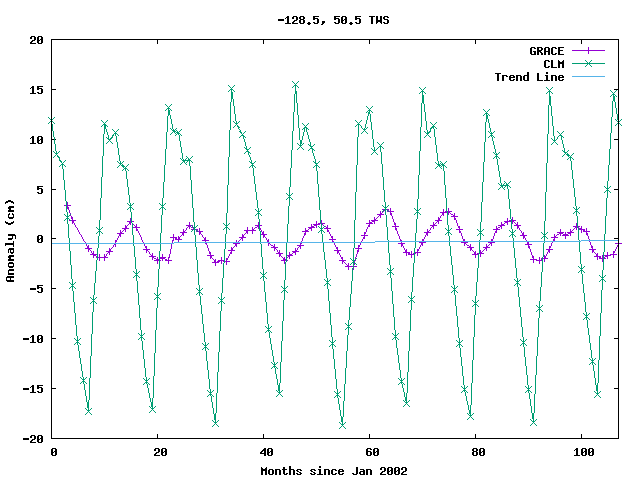 -128.5, 50.5 TWS
GRACE
CLM
Trend Line
20
15
10
5
0
-5
-10
-15
-20
Anomaly (cm)
0 20 40 60 80 100
Months since Jan 2002